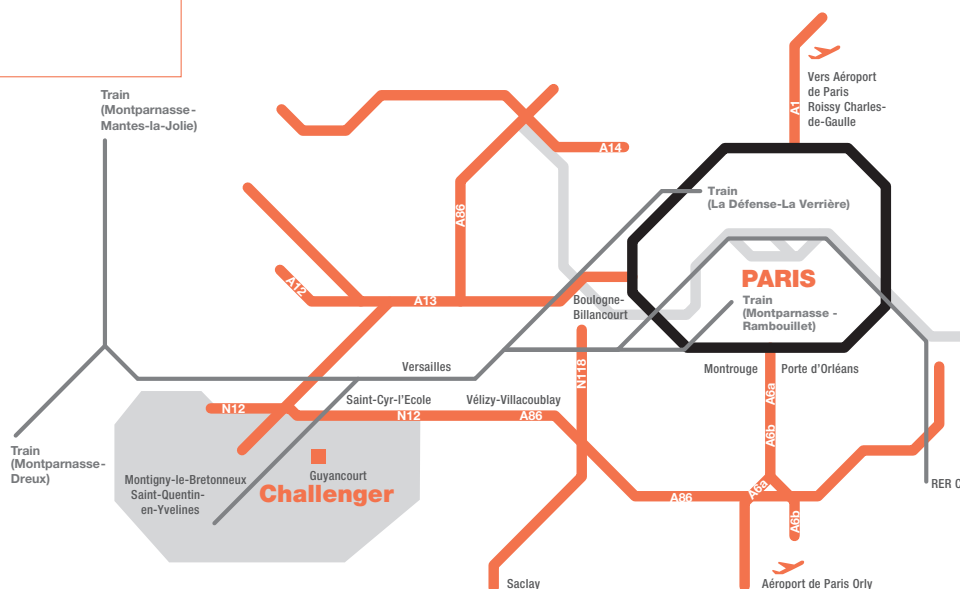 Vers Aéroport
de Paris
Roissy Charles-
de-Gaulle
A1
Train
(Montparnasse-
Mantes-la-Jolie)
A14
Train
(La Défense-La Verrière)
A86
A12
A13
PARIS
Boulogne-
Billancourt
Train
(Montparnasse -
Rambouillet)
N118
Versailles
Montrouge
Porte d'Orléans
A6a
Saint-Cyr-l'Ecole
Vélizy-Villacoublay
N12
N12
A86
A6b
Train
(Montparnasse-
Dreux)
Montigny-le-Bretonneux
Saint-Quentin-
en-Yvelines
Guyancourt
Challenger
A86
A6a
A6b
RER C
Saclay
Aéroport de Paris Orly